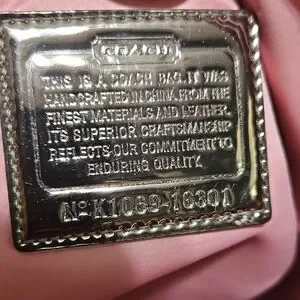 COACH
THIS IS A COACH BAG. IT WAS
HANDCRAFTED IN CHINA FROM THE
FINEST MATERIALS AND LEATHER.
ITS SUPERIOR CRAFTSMANSHIP
REFLECTS OUR COMMITMENT TO
ENDURING QUALITY.
Nº K1069-16301